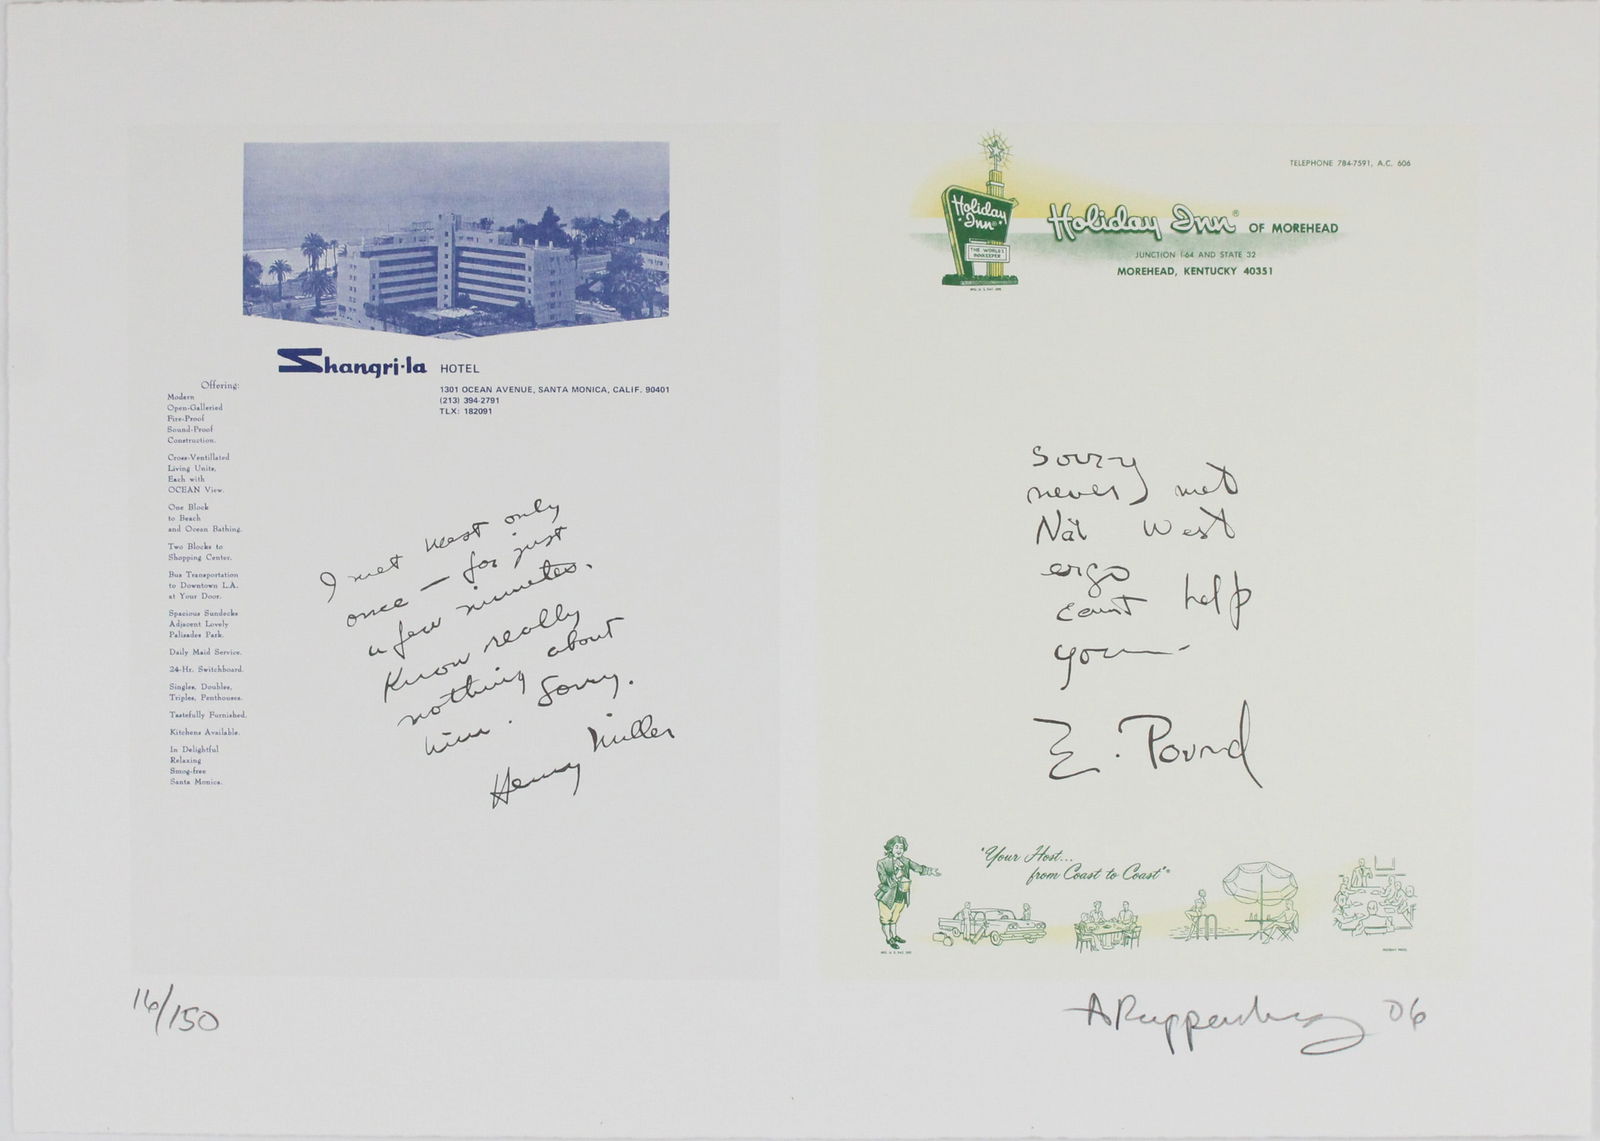 Shangri-la HOTEL
1301 OCEAN AVENUE, SANTA MONICA, CALIF. 90401
(213) 394-2791
TLX: 182091
Offering:
Modern
Open-Galleried
Fire-Proof
Sound-Proof
Construction.
Cross-Ventillated
Living Units,
Each with
OCEAN View.
One Block
to Beach
and Ocean Bathing.
Two Blocks to
Shopping Center.
Bus Transportation
to Downtown L.A.
at Your Door.
Spacious Sundecks
Adjacent Lovely
Palisades Park.
Daily Maid Service.
24-Hr. Switchboard.
Singles, Doubles,
Triples, Penthouses.
Tastefully Furnished.
Kitchens Available.
In Delightful
Relaxing
Smog-free
Santa Monica.
I met West only
once — for just
a few minutes.
Know really
nothing about
him. Sorry.
Henry Miller
TELEPHONE 784-7591, A.C. 606
Holiday
Inn®
THE WORLD'S
INNKEEPER
Holiday Inn® OF MOREHEAD
JUNCTION I-64 AND STATE 32
MOREHEAD, KENTUCKY 40351
Sorry
never met
Nat West
ergo
cant help
you—
E. Pound
"Your Host...
from Coast to Coast"®
16/150
A Ruppersberg 06